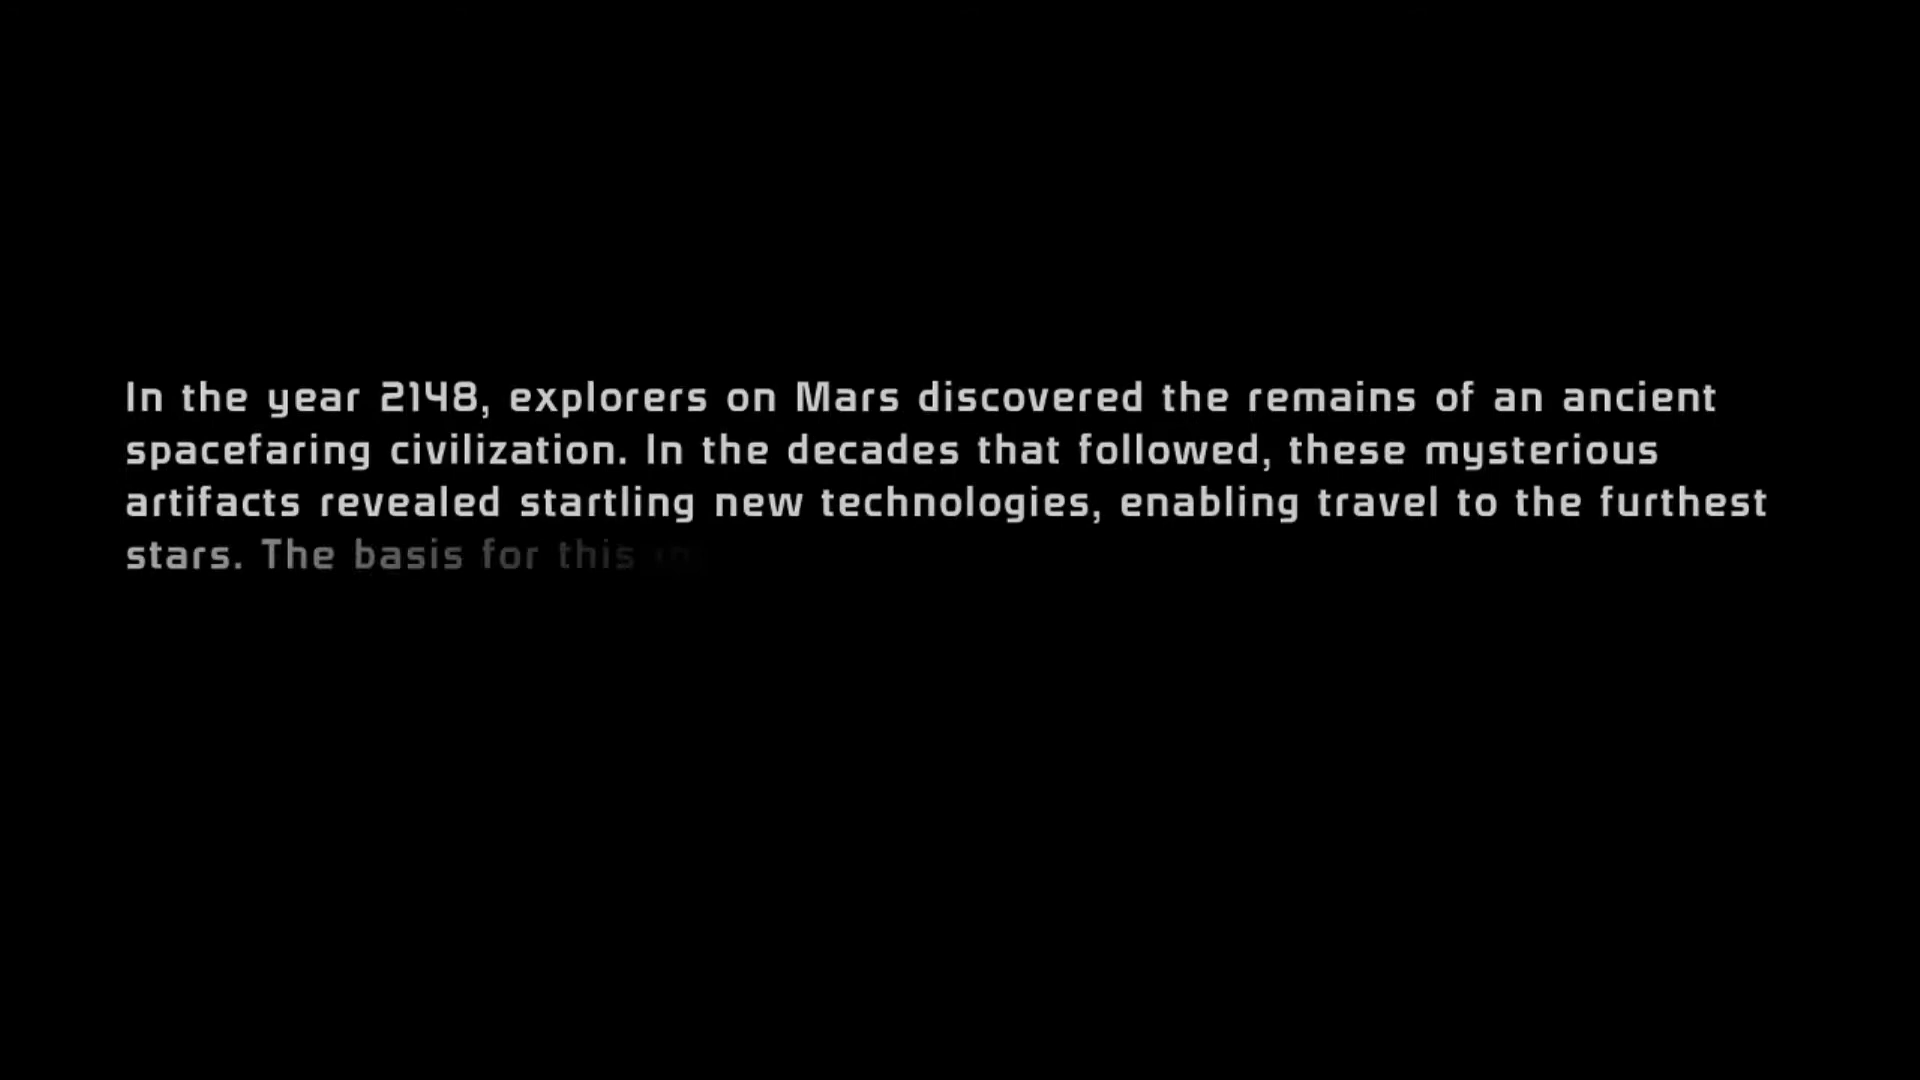 In the year 2148, explorers on Mars discovered the remains of an ancient
spacefaring civilization. In the decades that followed, these mysterious
artifacts revealed startling new technologies, enabling travel to the furthest
stars. The basis for this